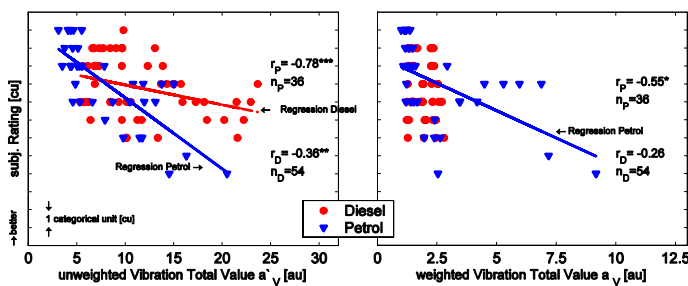 subj. Rating [cu]
→ better
r_P = -0.78***
n_P=36
← Regression Diesel
Regression Petrol →
r_D = -0.36**
n_D=54
↓
1 categorical unit [cu]
↑
0 5 10 15 20 25 30
unweighted Vibration Total Value a`_V [au]
Diesel
Petrol
r_P = -0.55*
n_P=36
← Regression Petrol
r_D = -0.26
n_D=54
0 2.5 5 7.5 10 12.5
weighted Vibration Total Value a_V [au]